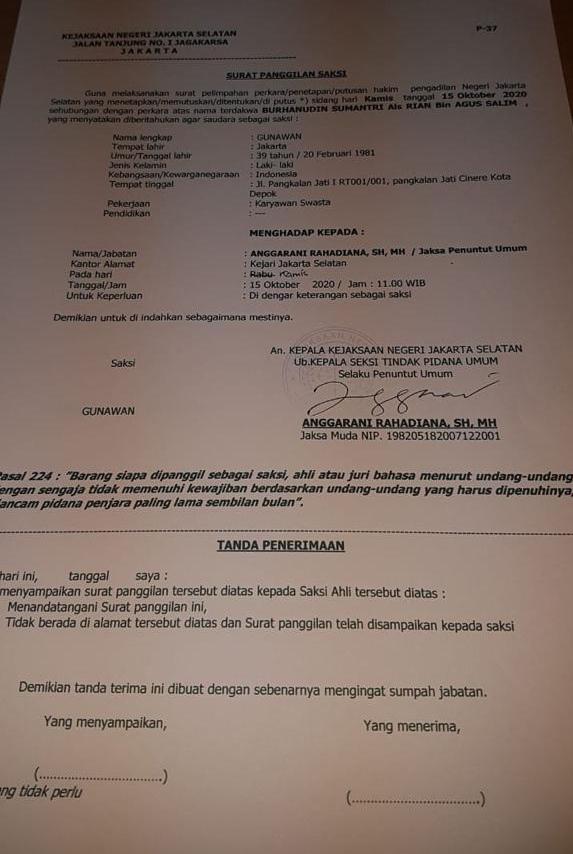 KEJAKSAAN NEGERI JAKARTA SELATAN
JALAN TANJUNG NO. I JAGAKARSA
J A K A R T A
P-37
SURAT PANGGILAN SAKSI
Guna melaksanakan surat pelimpahan perkara/penetapan/putusan hakim pengadilan Negeri Jakarta
Selatan yang menetapkan/memutuskan/ditentukan/di putus *) sidang hari Kamis tanggal 15 Oktober 2020
sehubungan dengan perkara atas nama terdakwa BURHANUDIN SUMANTRI Als RIAN Bin AGUS SALIM ,
yang menyatakan diberitahukan agar saudara sebagai saksi :
Nama lengkap : GUNAWAN
Tempat lahir : Jakarta
Umur/Tanggal lahir : 39 tahun / 20 Februari 1981
Jenis Kelamin : Laki- laki
Kebangsaan/Kewarganegaraan : Indonesia
Tempat tinggal : Jl. Pangkalan Jati I RT001/001, pangkalan Jati Cinere Kota
Depok
Pekerjaan : Karyawan Swasta
Pendidikan : ---
MENGHADAP KEPADA :
Nama/Jabatan : ANGGARANI RAHADIANA, SH, MH / Jaksa Penuntut Umum
Kantor Alamat : Kejari Jakarta Selatan
Pada hari : Rabu Kamis
Tanggal/Jam : 15 Oktober 2020 / Jam : 11.00 WIB
Untuk Keperluan : Di dengar keterangan sebagai saksi
Demikian untuk di indahkan sebagaimana mestinya.
An. KEPALA KEJAKSAAN NEGERI JAKARTA SELATAN
Saksi Ub.KEPALA SEKSI TINDAK PIDANA UMUM
Selaku Penuntut Umum
GUNAWAN
ANGGARANI RAHADIANA, SH, MH
Jaksa Muda NIP. 198205182007122001
asal 224 : "Barang siapa dipanggil sebagai saksi, ahli atau juri bahasa menurut undang-undang
engan sengaja tidak memenuhi kewajiban berdasarkan undang-undang yang harus dipenuhinya,
ancam pidana penjara paling lama sembilan bulan".
TANDA PENERIMAAN
hari ini, tanggal saya :
menyampaikan surat panggilan tersebut diatas kepada Saksi Ahli tersebut diatas :
Menandatangani Surat panggilan ini,
Tidak berada di alamat tersebut diatas dan Surat panggilan telah disampaikan kepada saksi
Demikian tanda terima ini dibuat dengan sebenarnya mengingat sumpah jabatan.
Yang menyampaikan, Yang menerima,
(................................)
ng tidak perlu
(.................................)